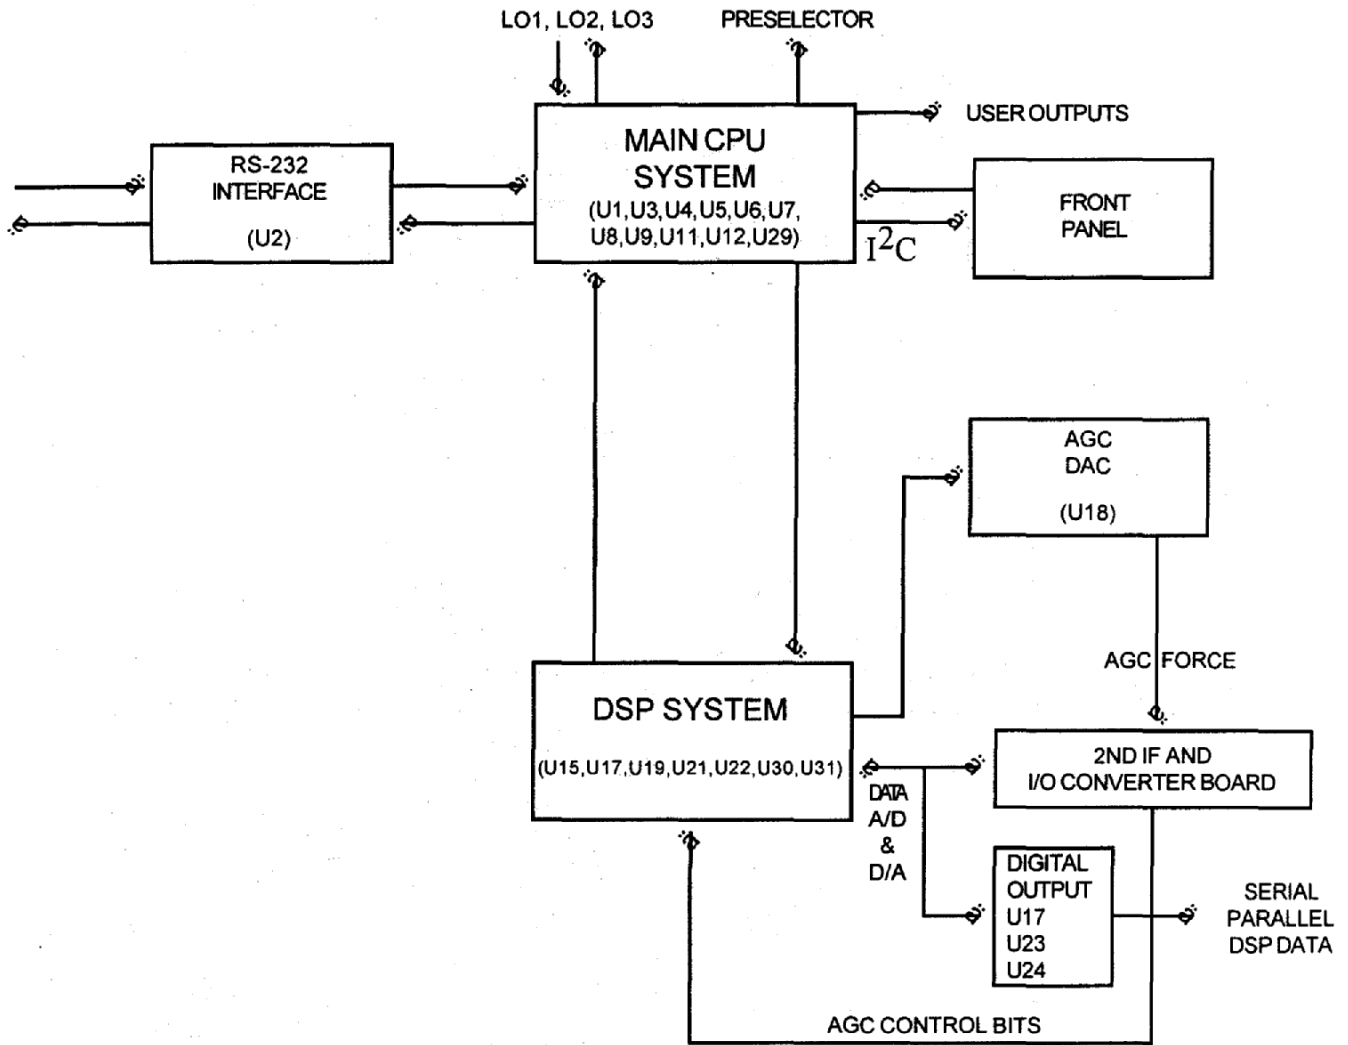 LO1, LO2, LO3
PRESELECTOR
USER OUTPUTS
MAIN CPU
SYSTEM
(U1,U3,U4,U5,U6,U7,
U8,U9,U11,U12,U29)
RS-232
INTERFACE
(U2)
FRONT
PANEL
I²C
AGC
DAC
(U18)
AGC FORCE
DSP SYSTEM
(U15,U17,U19,U21,U22,U30,U31)
2ND IF AND
I/O CONVERTER BOARD
DATA
A/D
&
D/A
DIGITAL
OUTPUT
U17
U23
U24
SERIAL
PARALLEL
DSP DATA
AGC CONTROL BITS